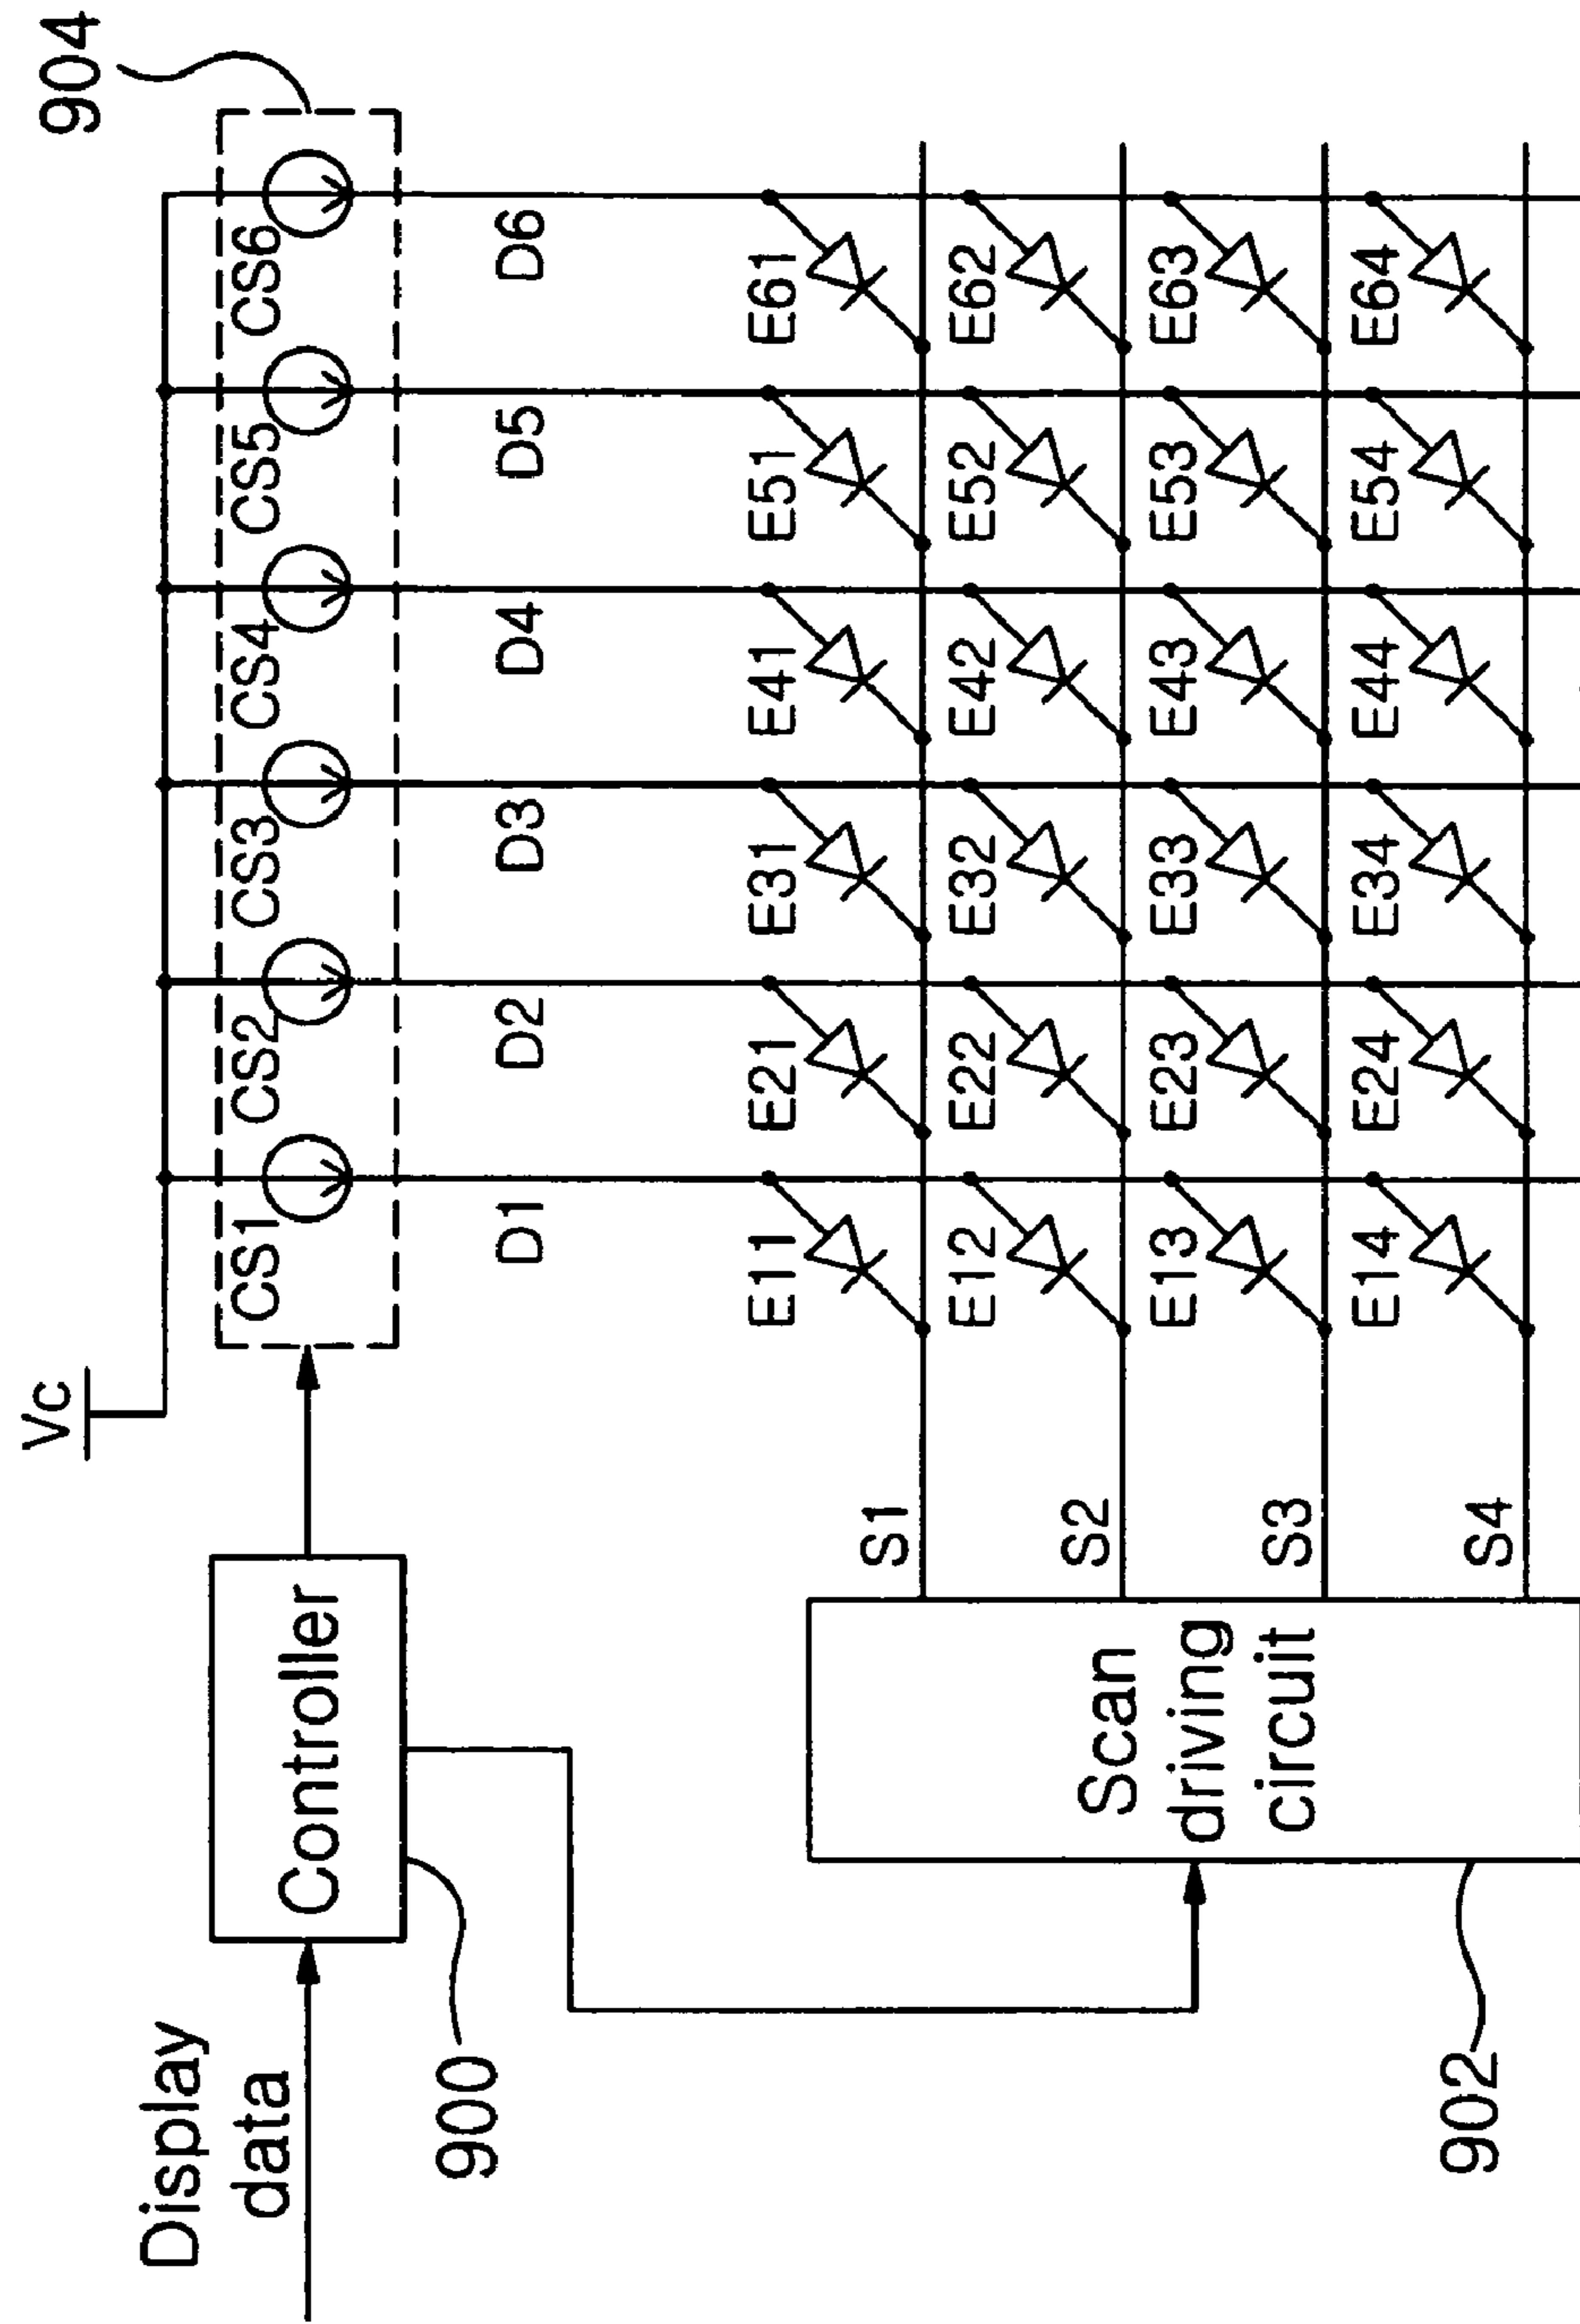 904
Vc
CS1 CS2 CS3 CS4 CS5 CS6
Display
data
Controller
900
D1 D2 D3 D4 D5 D6
E11 E21 E31 E41 E51 E61
S1
E12 E22 E32 E42 E52 E62
S2
E13 E23 E33 E43 E53 E63
S3
E14 E24 E34 E44 E54 E64
S4
Scan
driving
circuit
902